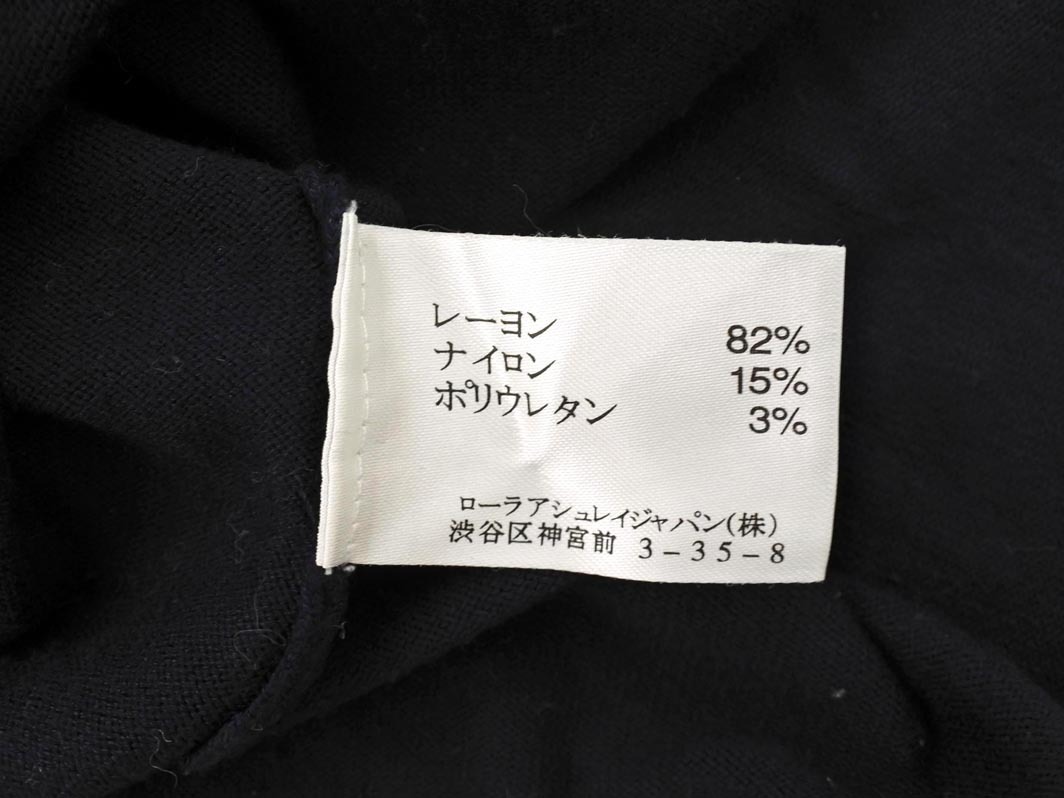 レーヨン 82%
ナイロン 15%
ポリウレタン 3%
ローラアシュレイジャパン(株)
渋谷区神宮前 3-35-8